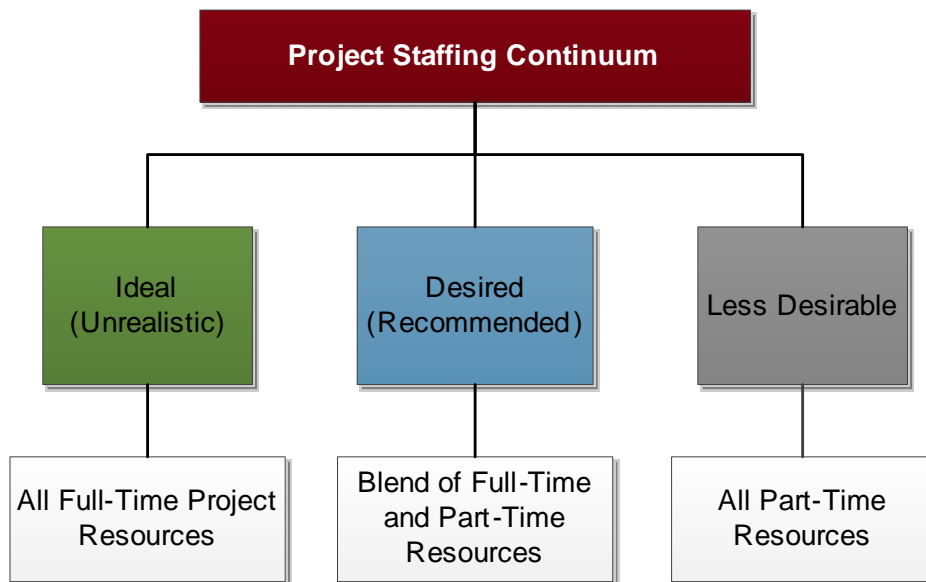 Project Staffing Continuum
Ideal
(Unrealistic)
Desired
(Recommended)
Less Desirable
All Full-Time Project
Resources
Blend of Full-Time
and Part-Time
Resources
All Part-Time
Resources